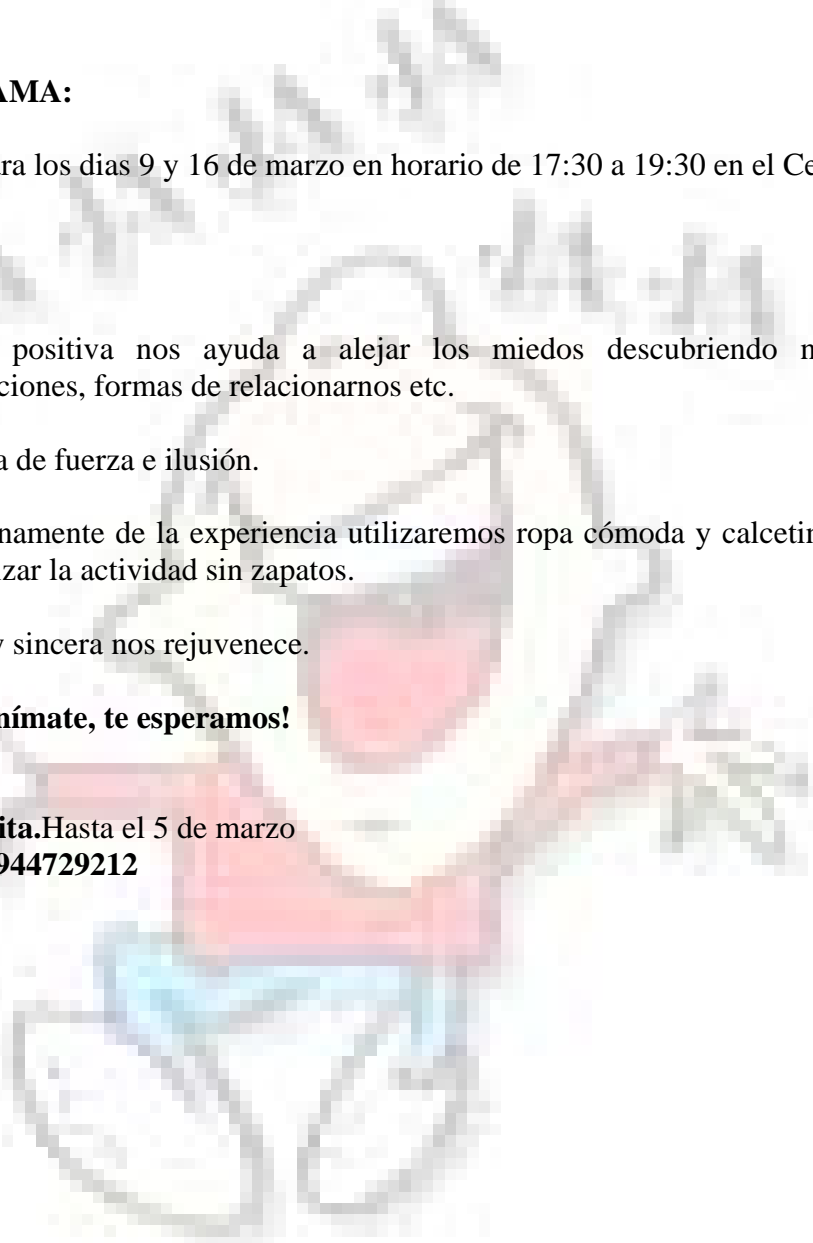 AMA:
ra los dias 9 y 16 de marzo en horario de 17:30 a 19:30 en el Ce
positiva nos ayuda a alejar los miedos descubriendo n
ciones, formas de relacionarnos etc.
a de fuerza e ilusión.
namente de la experiencia utilizaremos ropa cómoda y calcetin
izar la actividad sin zapatos.
y sincera nos rejuvenece.
nímate, te esperamos!
ita.Hasta el 5 de marzo
944729212